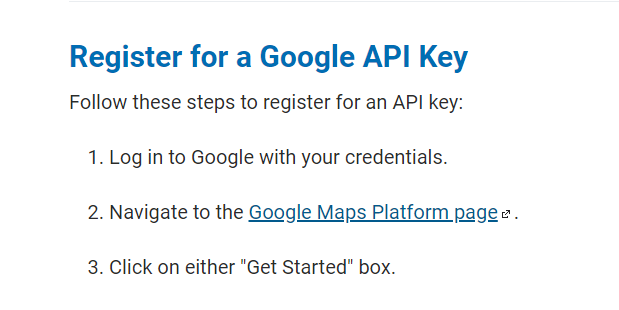 Register for a Google API Key
Follow these steps to register for an API key:
1. Log in to Google with your credentials.
2. Navigate to the Google Maps Platform page.
3. Click on either "Get Started" box.